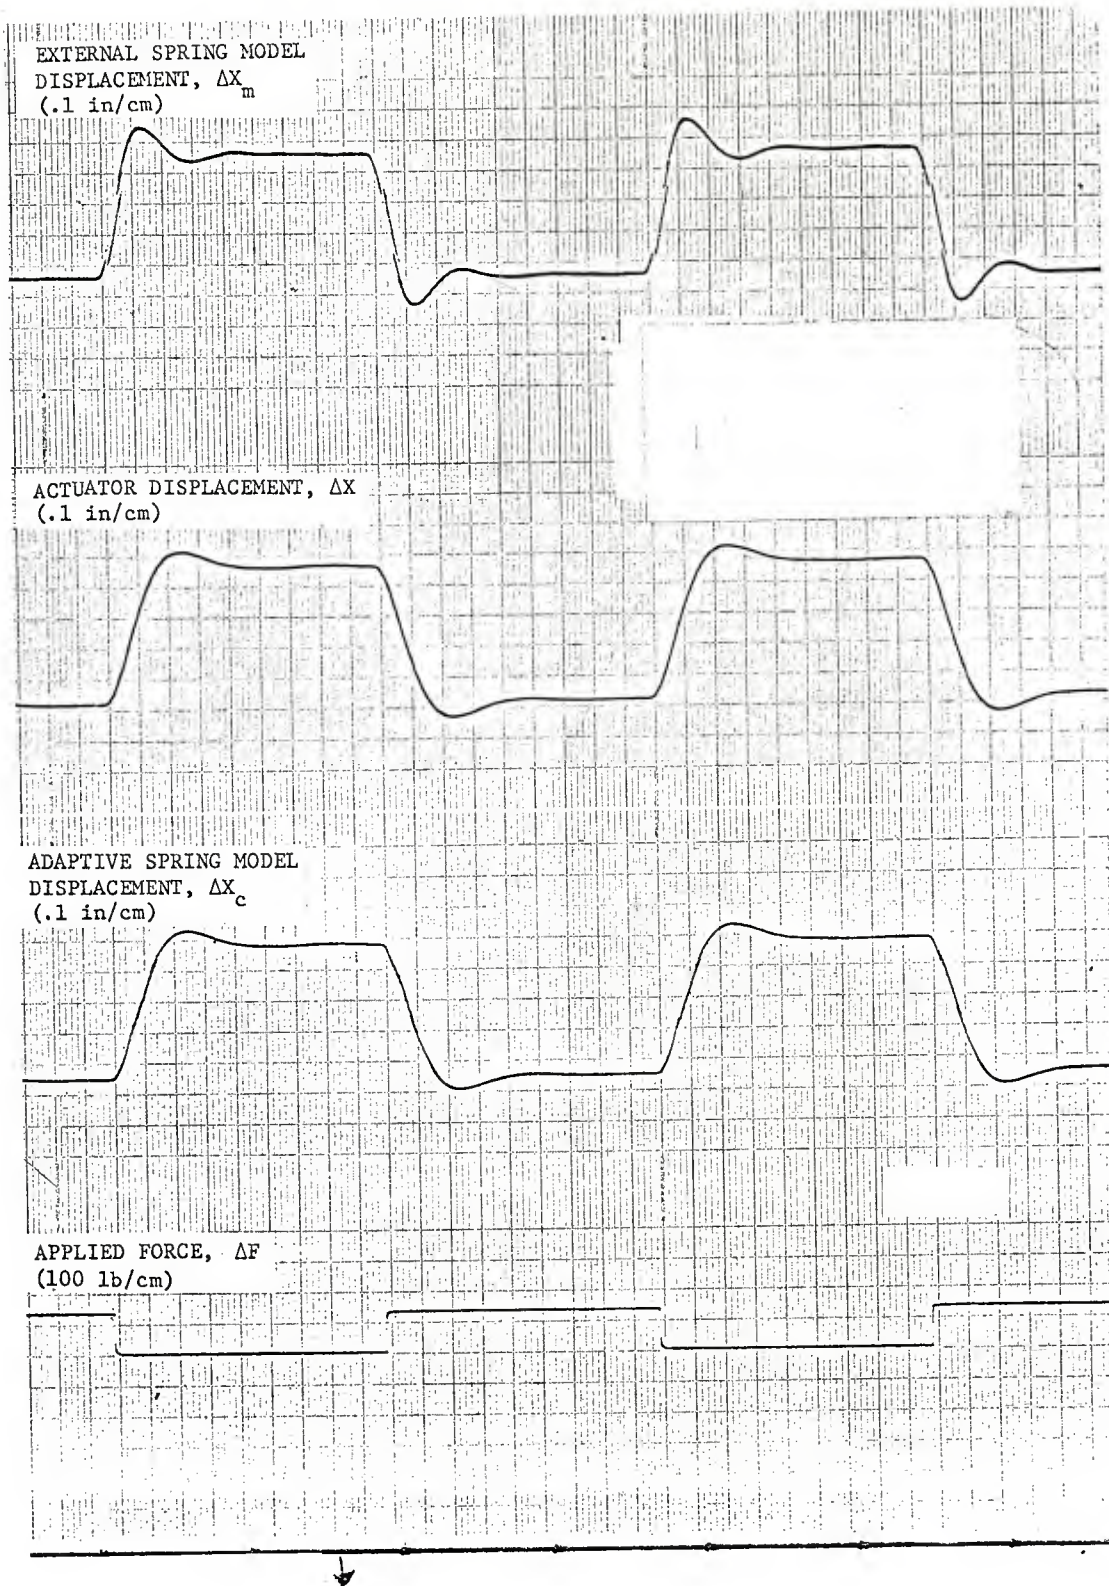 EXTERNAL SPRING MODEL
DISPLACEMENT, ΔXm
(.1 in/cm)
ACTUATOR DISPLACEMENT, ΔX
(.1 in/cm)
ADAPTIVE SPRING MODEL
DISPLACEMENT, ΔXc
(.1 in/cm)
APPLIED FORCE, ΔF
(100 lb/cm)